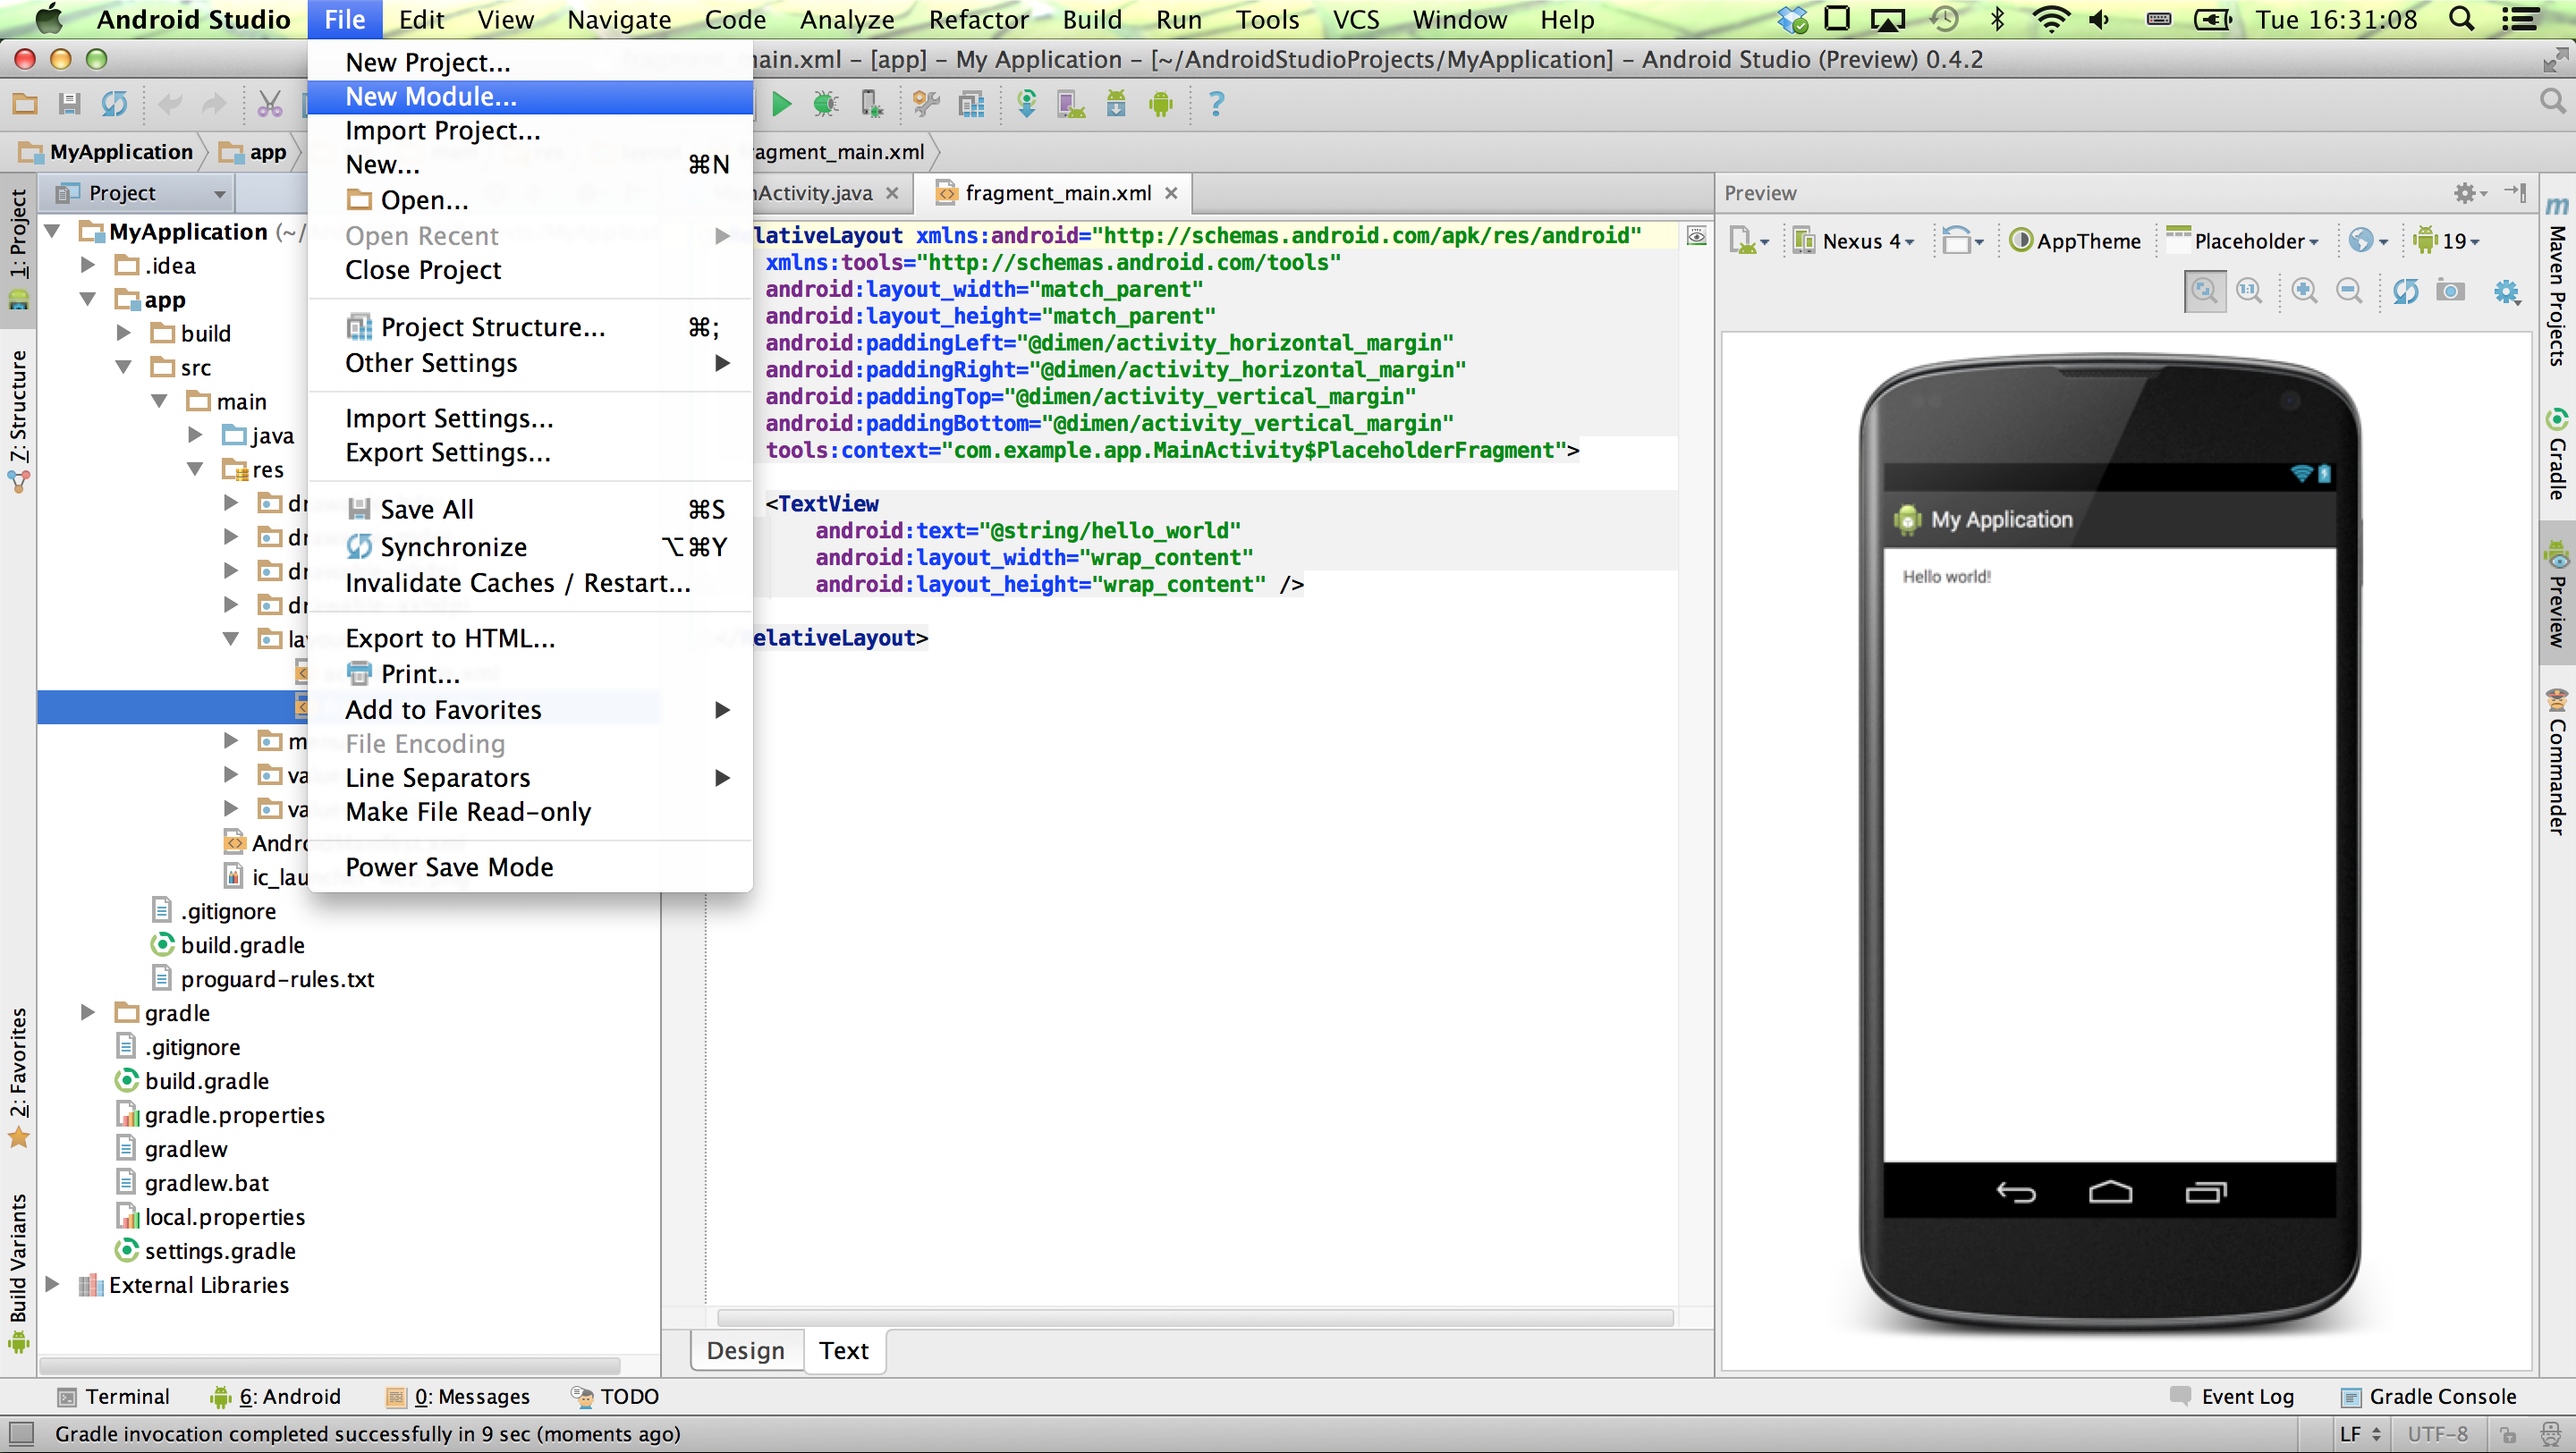 Android Studio File Edit View Navigate Code Analyze Refactor Build Run Tools VCS Window Help Tue 16:31:08
ain.xml – [app] – My Application – [~/AndroidStudioProjects/MyApplication] – Android Studio (Preview) 0.4.2
New Project...
New Module...
Import Project...
New... ⌘N
Open...
Open Recent
Close Project
Project Structure... ⌘;
Other Settings
Import Settings...
Export Settings...
Save All ⌘S
Synchronize ⌥⌘Y
Invalidate Caches / Restart...
Export to HTML...
Print...
Add to Favorites
File Encoding
Line Separators
Make File Read-only
Power Save Mode
MyApplication app agment_main.xml
1: Project
7: Structure
2: Favorites
Build Variants
Project
MyApplication (~/
.idea
app
build
src
main
java
res
dr
dr
dr
dr
la
m
va
va
Andro
ic_lau
.gitignore
build.gradle
proguard-rules.txt
gradle
.gitignore
build.gradle
gradle.properties
gradlew
gradlew.bat
local.properties
settings.gradle
External Libraries
Activity.java fragment_main.xml
lativeLayout xmlns:android="http://schemas.android.com/apk/res/android"
xmlns:tools="http://schemas.android.com/tools"
android:layout_width="match_parent"
android:layout_height="match_parent"
android:paddingLeft="@dimen/activity_horizontal_margin"
android:paddingRight="@dimen/activity_horizontal_margin"
android:paddingTop="@dimen/activity_vertical_margin"
android:paddingBottom="@dimen/activity_vertical_margin"
tools:context="com.example.app.MainActivity$PlaceholderFragment">
<TextView
android:text="@string/hello_world"
android:layout_width="wrap_content"
android:layout_height="wrap_content" />
elativeLayout>
Design Text
Preview
Nexus 4 AppTheme Placeholder 19
1:1
My Application
Hello world!
Maven Projects
Gradle
Preview
Commander
Terminal 6: Android 0: Messages TODO Event Log Gradle Console
Gradle invocation completed successfully in 9 sec (moments ago) LF UTF-8